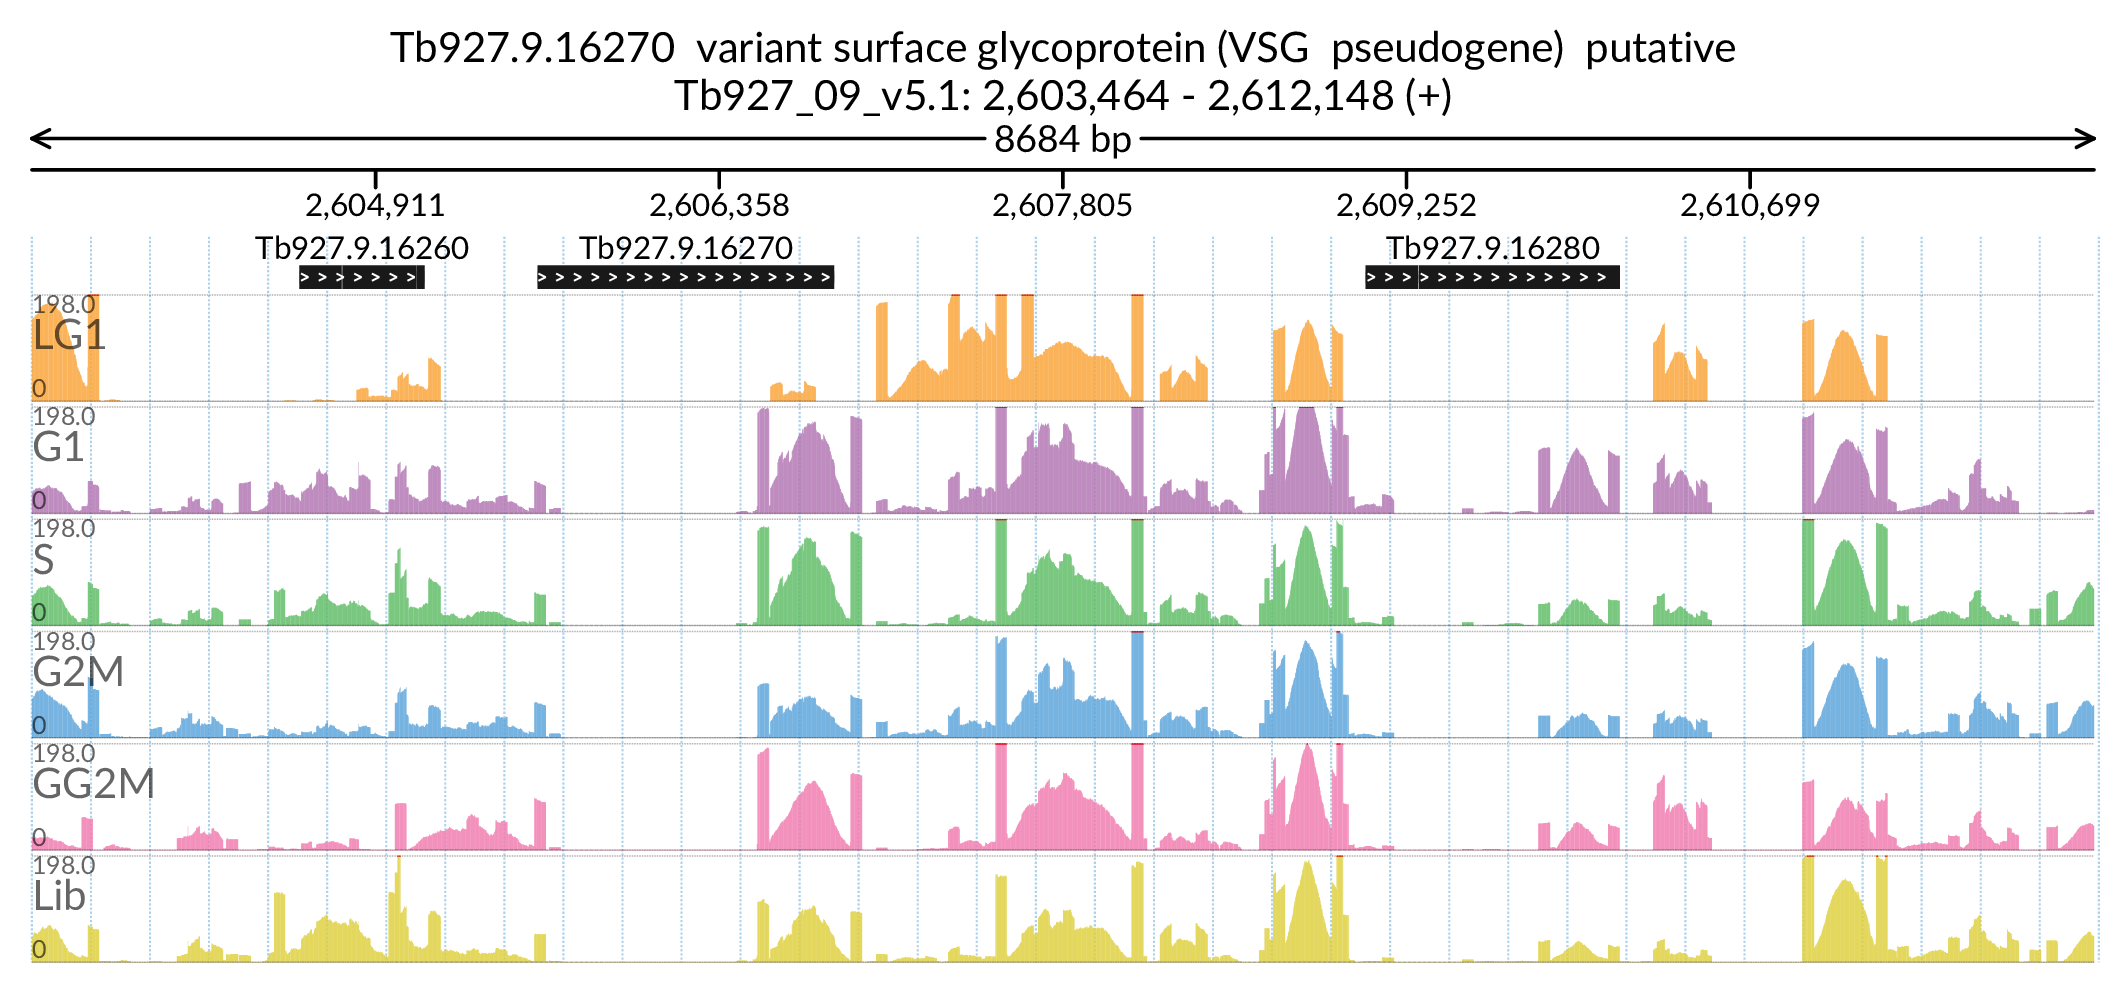 Tb927.9.16270 variant surface glycoprotein (VSG pseudogene) putative
Tb927_09_v5.1: 2,603,464 - 2,612,148 (+)
8684 bp
2,604,911 2,606,358 2,607,805 2,609,252 2,610,699
Tb927.9.16260 Tb927.9.16270 Tb927.9.16280
198.0
LG1
0
198.0
G1
0
198.0
S
0
198.0
G2M
0
198.0
GG2M
0
198.0
Lib
0